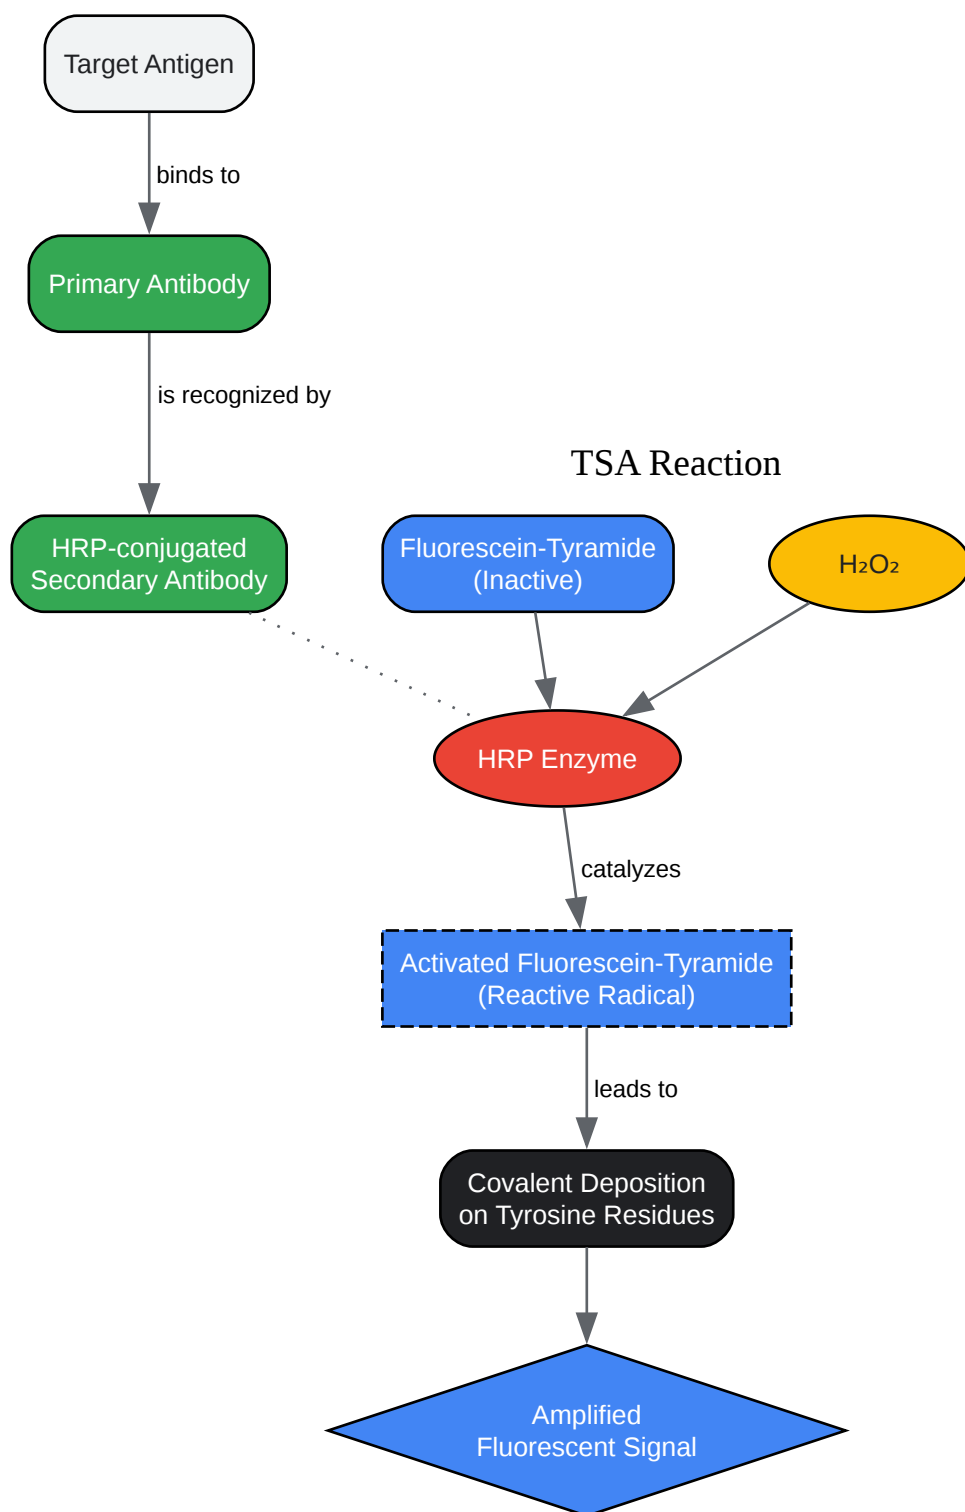 Target Antigen
binds to
Primary Antibody
is recognized by
TSA Reaction
HRP-conjugated
Secondary Antibody
Fluorescein-Tyramide
(Inactive)
H₂O₂
HRP Enzyme
catalyzes
Activated Fluorescein-Tyramide
(Reactive Radical)
leads to
Covalent Deposition
on Tyrosine Residues
Amplified
Fluorescent Signal